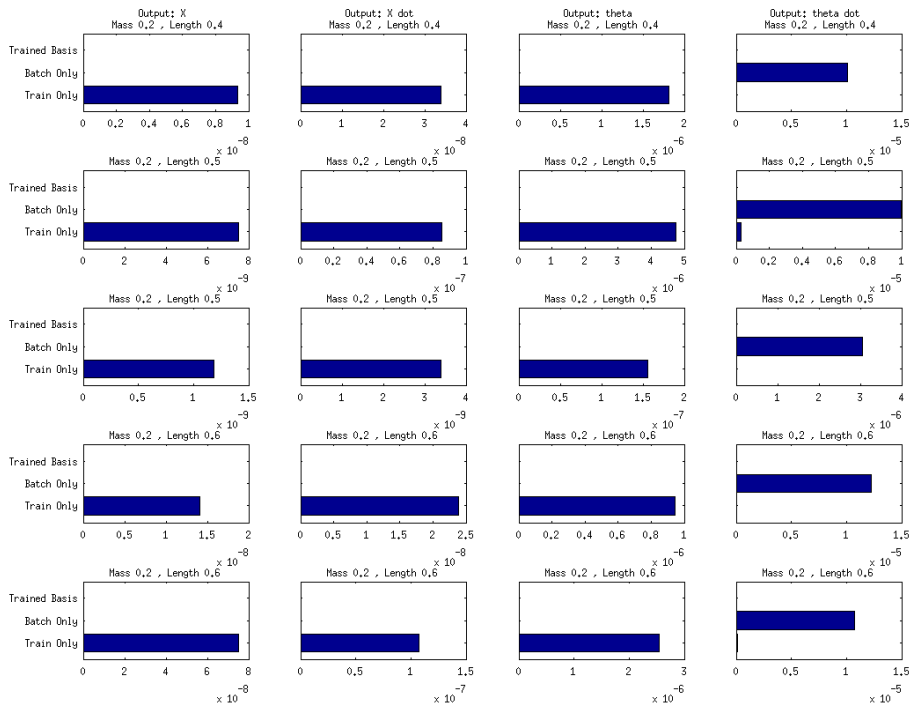 Output: X Output: X dot Output: theta Output: theta dot
Mass 0.2 , Length 0.4 Mass 0.2 , Length 0.4 Mass 0.2 , Length 0.4 Mass 0.2 , Length 0.4
Trained Basis
Batch Only
Train Only
0 0.2 0.4 0.6 0.8 1 0 1 2 3 4 0 0.5 1 1.5 2 0 0.5 1 1.5
x 10^-8 x 10^-8 x 10^-6 x 10^-5
Mass 0.2 , Length 0.5 Mass 0.2 , Length 0.5 Mass 0.2 , Length 0.5 Mass 0.2 , Length 0.5
Trained Basis
Batch Only
Train Only
0 2 4 6 8 0 0.2 0.4 0.6 0.8 1 0 1 2 3 4 5 0 0.2 0.4 0.6 0.8 1
x 10^-9 x 10^-7 x 10^-6 x 10^-5
Mass 0.2 , Length 0.5 Mass 0.2 , Length 0.5 Mass 0.2 , Length 0.5 Mass 0.2 , Length 0.5
Trained Basis
Batch Only
Train Only
0 0.5 1 1.5 0 1 2 3 4 0 0.5 1 1.5 2 0 1 2 3 4
x 10^-9 x 10^-9 x 10^-7 x 10^-6
Mass 0.2 , Length 0.6 Mass 0.2 , Length 0.6 Mass 0.2 , Length 0.6 Mass 0.2 , Length 0.6
Trained Basis
Batch Only
Train Only
0 0.5 1 1.5 2 0 0.5 1 1.5 2 2.5 0 0.2 0.4 0.6 0.8 1 0 0.5 1 1.5
x 10^-8 x 10^-8 x 10^-6 x 10^-5
Mass 0.2 , Length 0.6 Mass 0.2 , Length 0.6 Mass 0.2 , Length 0.6 Mass 0.2 , Length 0.6
Trained Basis
Batch Only
Train Only
0 2 4 6 8 0 0.5 1 1.5 0 1 2 3 0 0.5 1 1.5
x 10^-8 x 10^-7 x 10^-6 x 10^-5